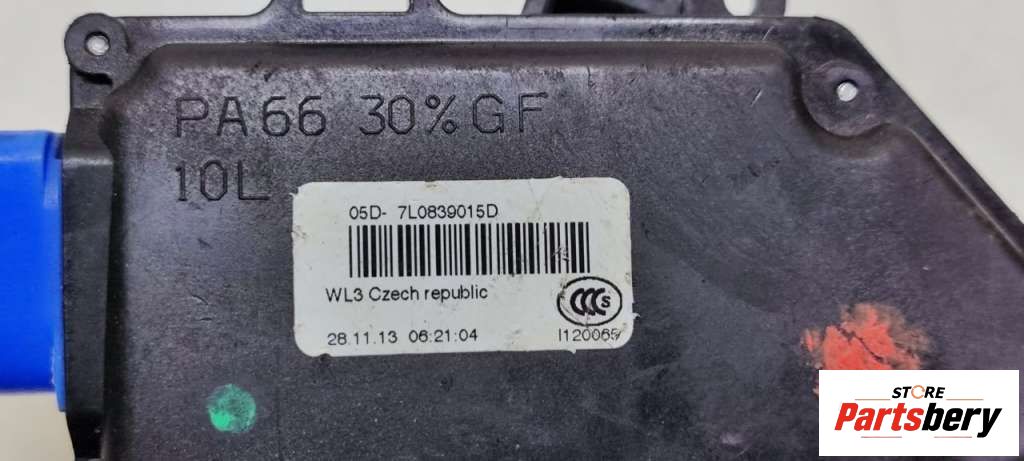 PA66 30%GF
10L
05D- 7L0839015D
WL3 Czech republic
CCC S
28.11.13 06:21:04 I120065
STORE
Partsbery